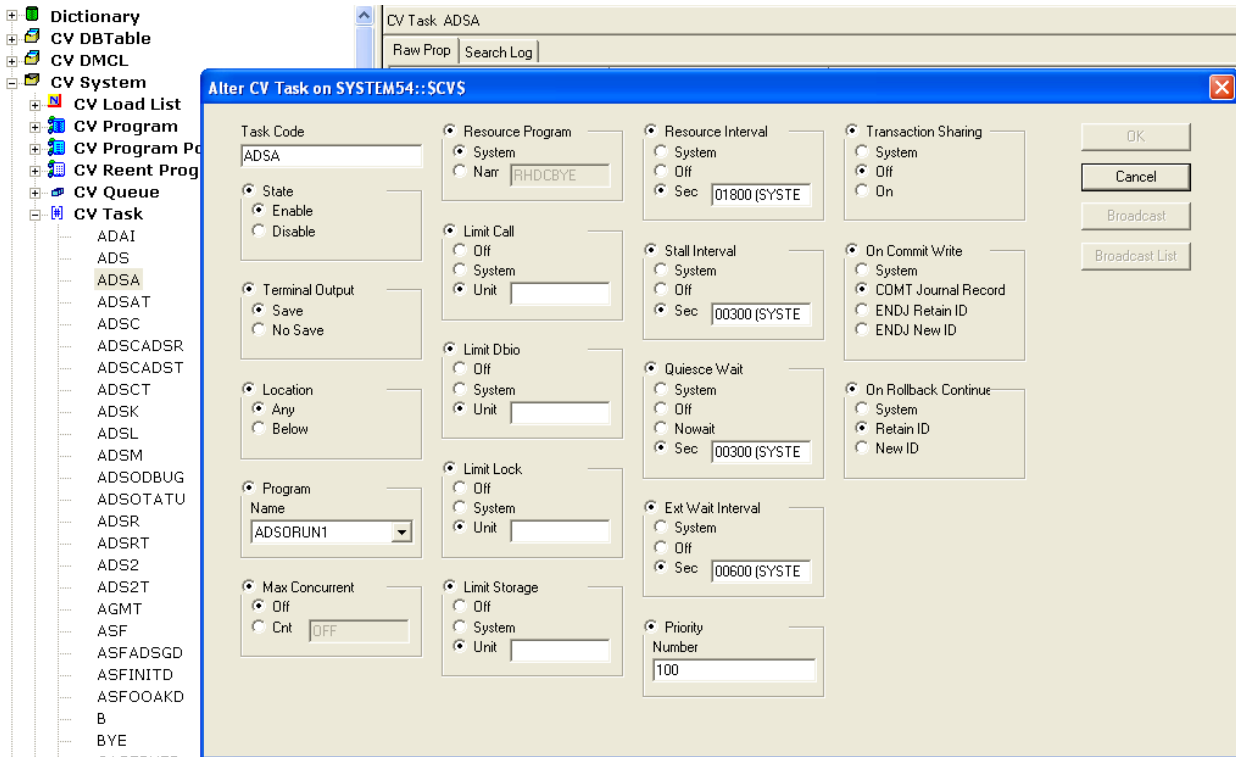 Dictionary
CV DBTable
CV DMCL
CV System
CV Load List
CV Program
CV Program Po
CV Reent Prog
CV Queue
CV Task
ADAI
ADS
ADSA
ADSAT
ADSC
ADSCADSR
ADSCADST
ADSCT
ADSK
ADSL
ADSM
ADSODBUG
ADSOTATU
ADSR
ADSRT
ADS2
ADS2T
AGMT
ASF
ASFADSGD
ASFINITD
ASFOOAKD
B
BYE
CV Task ADSA
Raw Prop
Search Log
Alter CV Task on SYSTEM54::$CV$
Task Code
ADSA
State
Enable
Disable
Terminal Output
Save
No Save
Location
Any
Below
Program
Name
ADSORUN1
Max Concurrent
Off
Cnt OFF
Resource Program
System
Narr RHDCBYE
Limit Call
Off
System
Unit
Limit Dbio
Off
System
Unit
Limit Lock
Off
System
Unit
Limit Storage
Off
System
Unit
Resource Interval
System
Off
Sec 01800 (SYSTE
Stall Interval
System
Off
Sec 00300 (SYSTE
Quiesce Wait
System
Off
Nowait
Sec 00300 (SYSTE
Ext Wait Interval
System
Off
Sec 00600 (SYSTE
Priority
Number
100
Transaction Sharing
System
Off
On
On Commit Write
System
COMT Journal Record
ENDJ Retain ID
ENDJ New ID
On Rollback Continue
System
Retain ID
New ID
OK
Cancel
Broadcast
Broadcast List